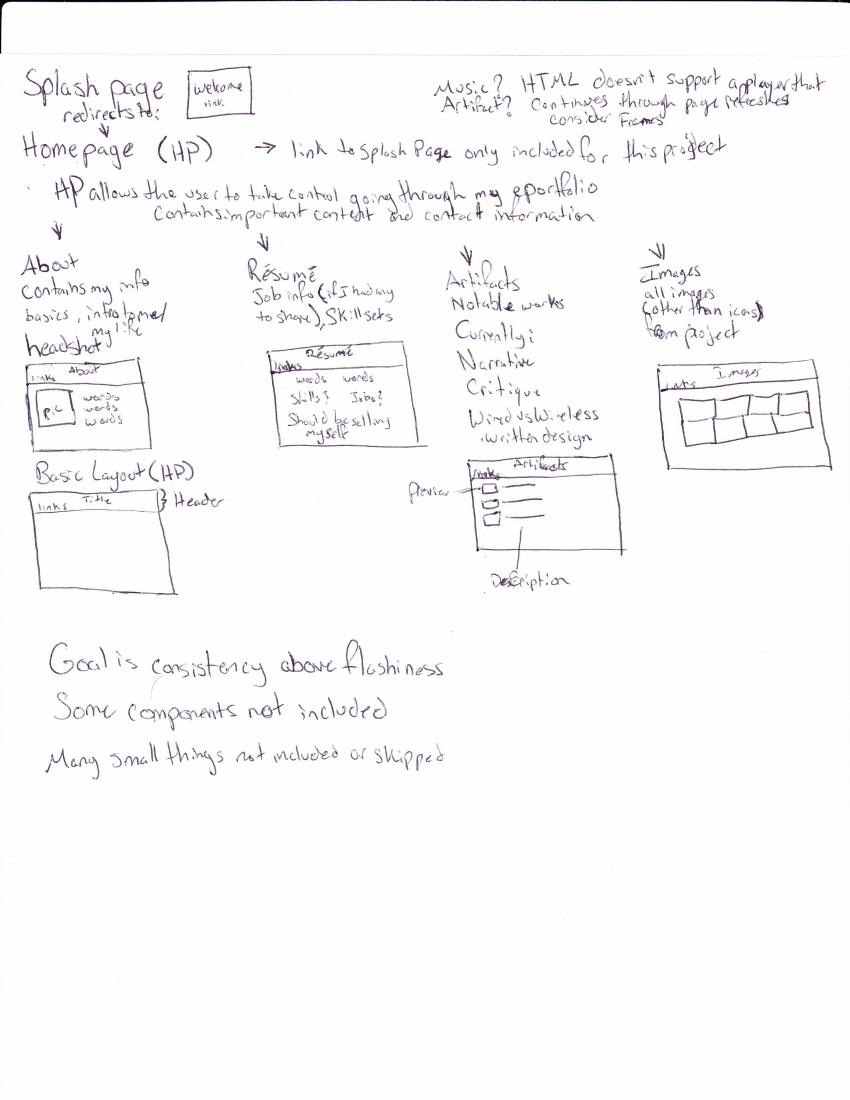 Splash page
redirects to:
welcome
link
Music? HTML doesn't support a player that
Artifact? Continues through page refreshes
consider Frames
Homepage (HP) → link to Splash Page only included for this project
HP allows the user to take control going through my eportfolio
Contains important content and contact information
About
Contains my info
basics, intro to me/
my life
headshot
About
links
pic
words
words
words
Résumé
Job info (if I had any
to share), Skillsets
Résumé
links
words words
Skills? Jobs?
Should be selling
myself
Artifacts
Notable works
Currently:
Narrative
Critique
Wired vs Wireless
written design
Artifacts
links
Preview
Description
Images
all images
(other than icons)
from project
Images
links
Basic Layout (HP)
Title
links
} Header
Goal is consistency above flashiness
Some components not included
Many small things not included or skipped